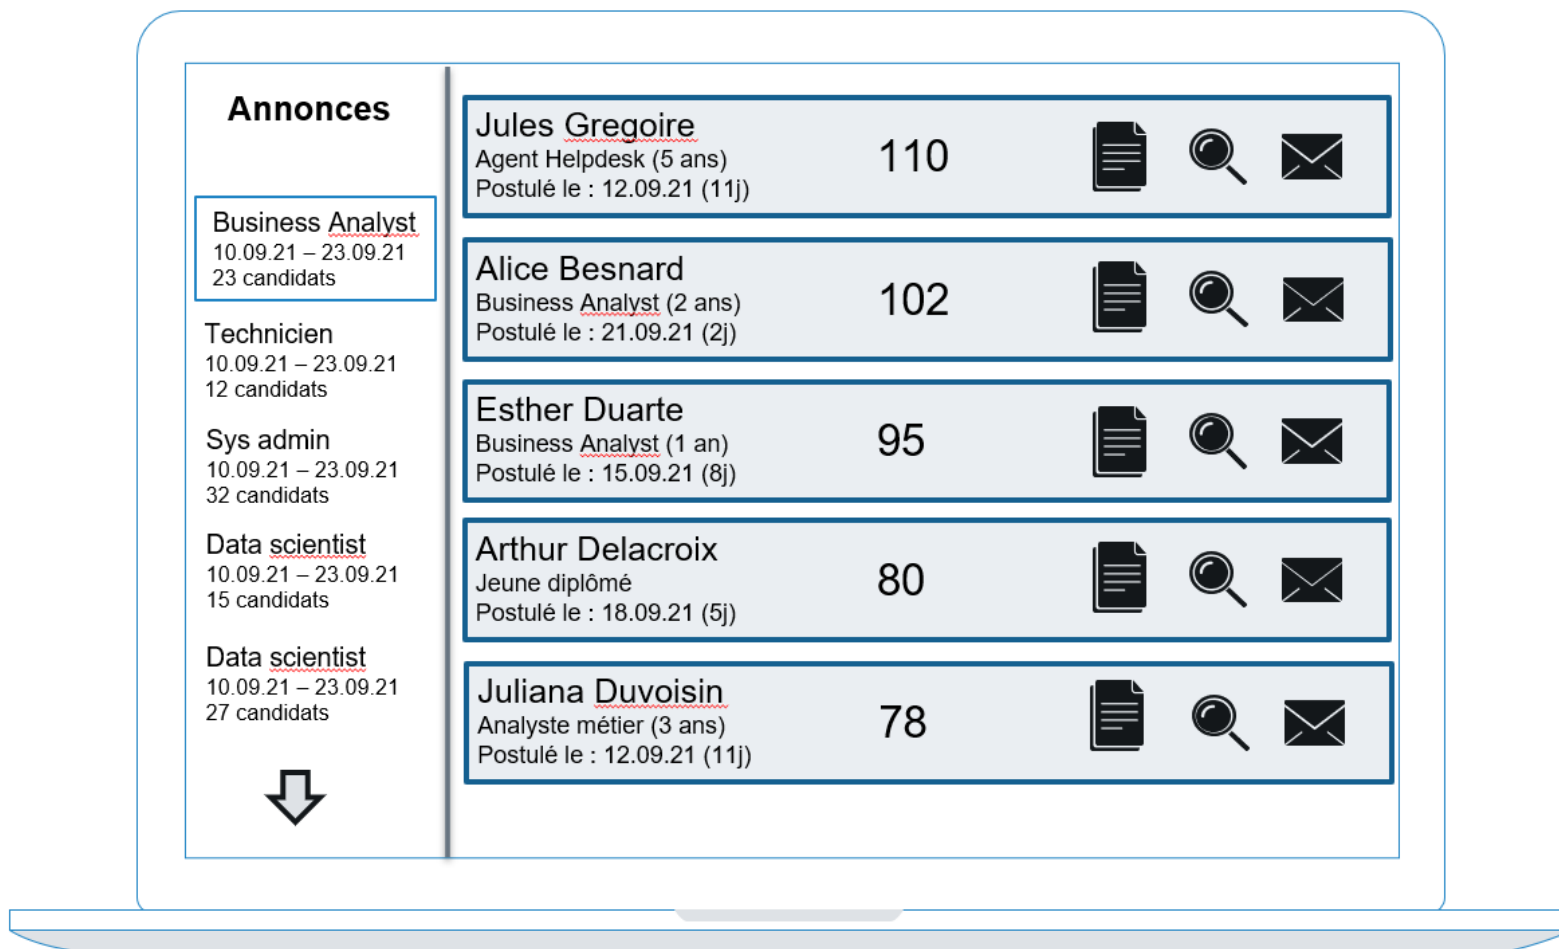 Annonces
Business Analyst
10.09.21 – 23.09.21
23 candidats
Technicien
10.09.21 – 23.09.21
12 candidats
Sys admin
10.09.21 – 23.09.21
32 candidats
Data scientist
10.09.21 – 23.09.21
15 candidats
Data scientist
10.09.21 – 23.09.21
27 candidats
Jules Gregoire
Agent Helpdesk (5 ans)
Postulé le : 12.09.21 (11j)
110
Alice Besnard
Business Analyst (2 ans)
Postulé le : 21.09.21 (2j)
102
Esther Duarte
Business Analyst (1 an)
Postulé le : 15.09.21 (8j)
95
Arthur Delacroix
Jeune diplômé
Postulé le : 18.09.21 (5j)
80
Juliana Duvoisin
Analyste métier (3 ans)
Postulé le : 12.09.21 (11j)
78